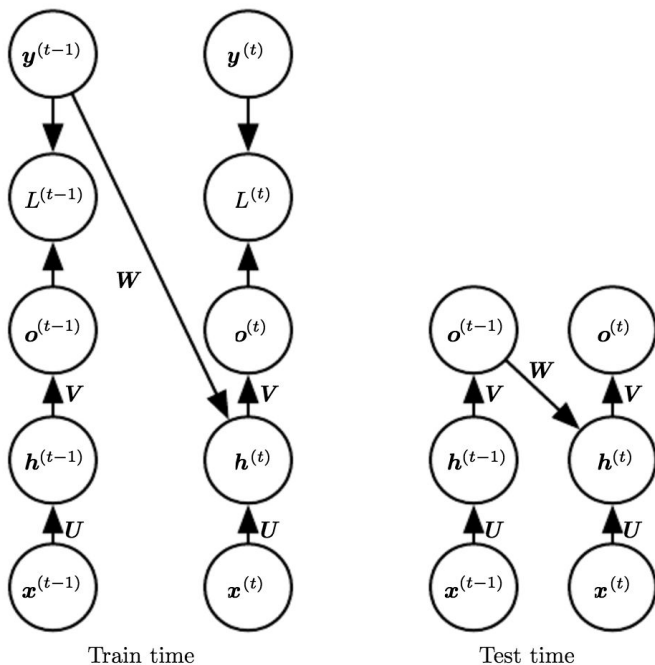 y^(t−1) y^(t)
L^(t−1) L^(t)
W
o^(t−1) o^(t) o^(t−1) o^(t)
W
V V V V
h^(t−1) h^(t) h^(t−1) h^(t)
U U U U
x^(t−1) x^(t) x^(t−1) x^(t)
Train time Test time